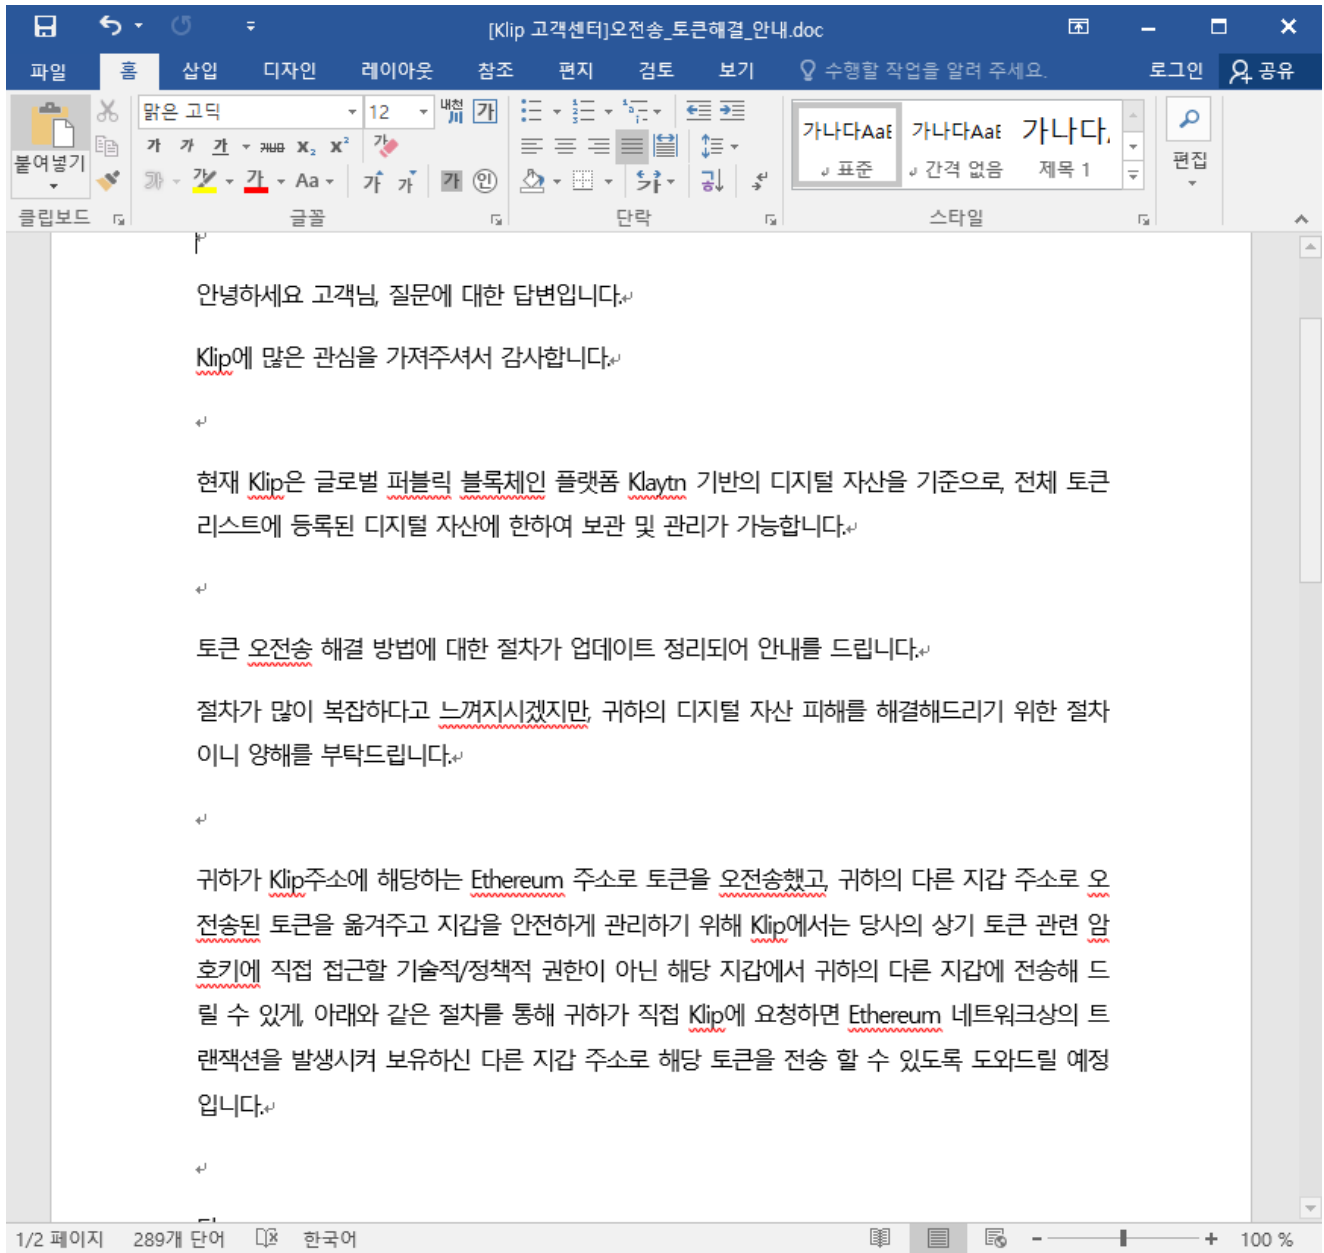 [Klip 고객센터]오전송_토큰해결_안내.doc
파일 홈 삽입 디자인 레이아웃 참조 편지 검토 보기 수행할 작업을 알려 주세요. 로그인 공유
붙여넣기 맑은 고딕 12 내천 川 가 가나다AaB 가나다AaB 가나다, 편집
가 가 가 가나다 X₂ X² 가 표준 간격 없음 제목 1
가 가 가 Aa 가 가 가 인
클립보드 글꼴 단락 스타일
안녕하세요 고객님, 질문에 대한 답변입니다.
Klip에 많은 관심을 가져주셔서 감사합니다.
현재 Klip은 글로벌 퍼블릭 블록체인 플랫폼 Klaytn 기반의 디지털 자산을 기준으로, 전체 토큰
리스트에 등록된 디지털 자산에 한하여 보관 및 관리가 가능합니다.
토큰 오전송 해결 방법에 대한 절차가 업데이트 정리되어 안내를 드립니다.
절차가 많이 복잡하다고 느껴지시겠지만, 귀하의 디지털 자산 피해를 해결해드리기 위한 절차
이니 양해를 부탁드립니다.
귀하가 Klip주소에 해당하는 Ethereum 주소로 토큰을 오전송했고, 귀하의 다른 지갑 주소로 오
전송된 토큰을 옮겨주고 지갑을 안전하게 관리하기 위해 Klip에서는 당사의 상기 토큰 관련 암
호키에 직접 접근할 기술적/정책적 권한이 아닌 해당 지갑에서 귀하의 다른 지갑에 전송해 드
릴 수 있게, 아래와 같은 절차를 통해 귀하가 직접 Klip에 요청하면 Ethereum 네트워크상의 트
랜잭션을 발생시켜 보유하신 다른 지갑 주소로 해당 토큰을 전송 할 수 있도록 도와드릴 예정
입니다.
1/2 페이지 289개 단어 한국어 100 %